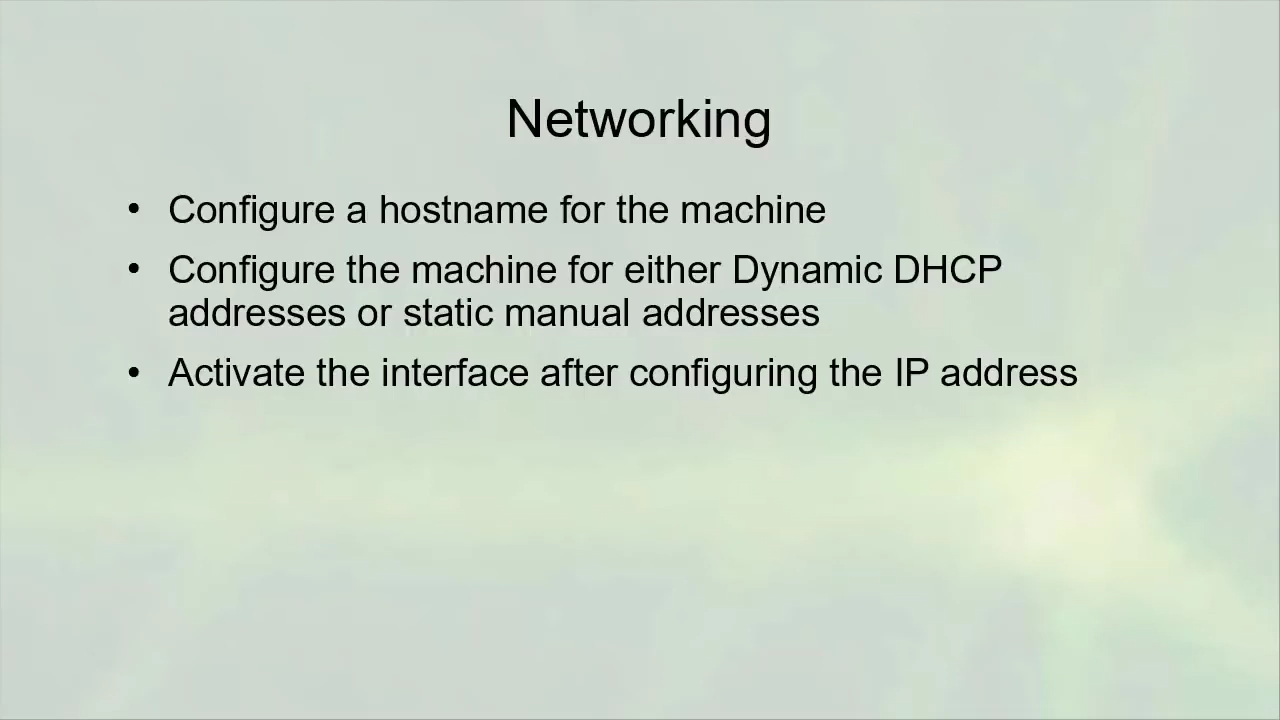 Networking
• Configure a hostname for the machine
• Configure the machine for either Dynamic DHCP
addresses or static manual addresses
• Activate the interface after configuring the IP address